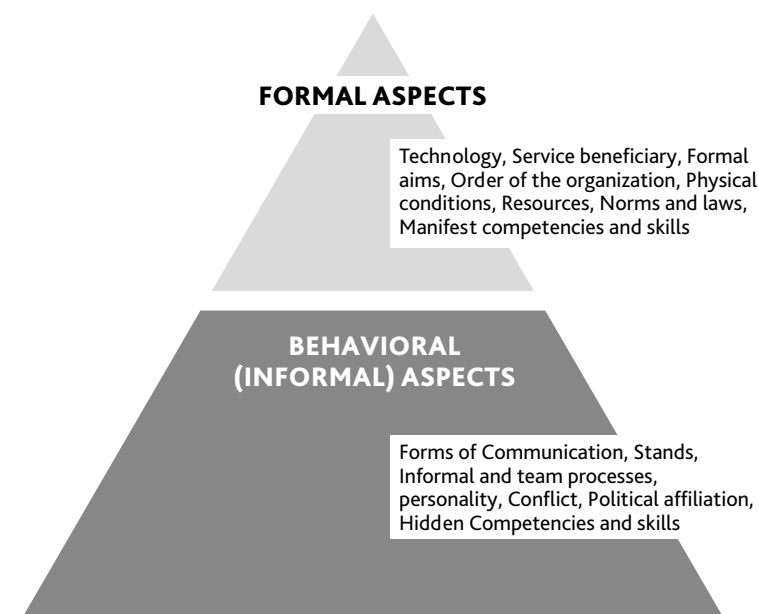 FORMAL ASPECTS
Technology, Service beneficiary, Formal
aims, Order of the organization, Physical
conditions, Resources, Norms and laws,
Manifest competencies and skills
BEHAVIORAL
(INFORMAL) ASPECTS
Forms of Communication, Stands,
Informal and team processes,
personality, Conflict, Political affiliation,
Hidden Competencies and skills